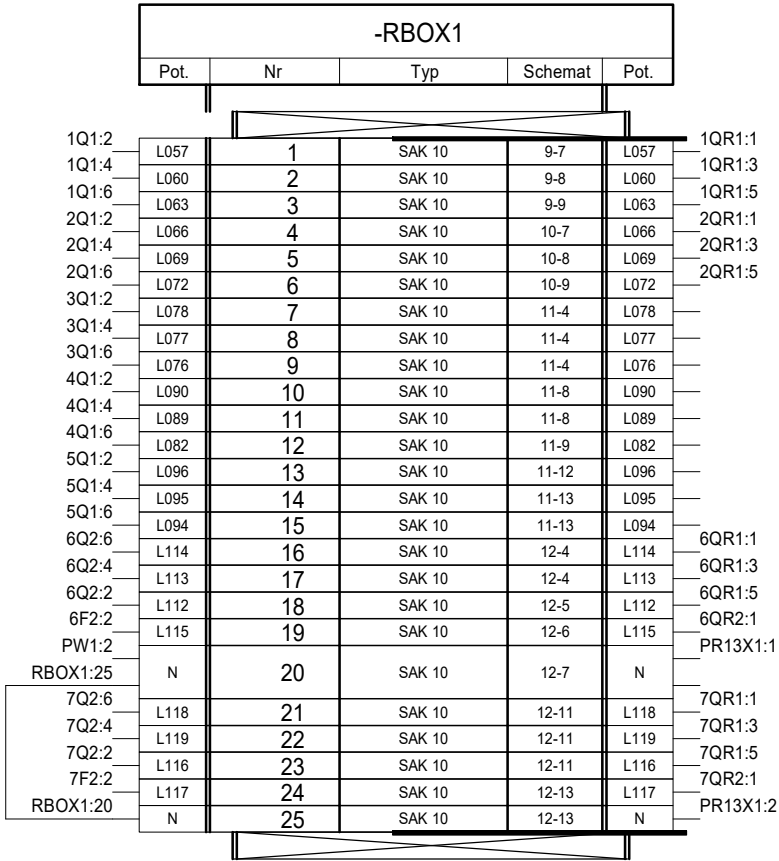 -RBOX1
Pot. Nr Typ Schemat Pot.
1Q1:2 L057 1 SAK 10 9-7 L057 1QR1:1
1Q1:4 L060 2 SAK 10 9-8 L060 1QR1:3
1Q1:6 L063 3 SAK 10 9-9 L063 1QR1:5
2Q1:2 L066 4 SAK 10 10-7 L066 2QR1:1
2Q1:4 L069 5 SAK 10 10-8 L069 2QR1:3
2Q1:6 L072 6 SAK 10 10-9 L072 2QR1:5
3Q1:2 L078 7 SAK 10 11-4 L078
3Q1:4 L077 8 SAK 10 11-4 L077
3Q1:6 L076 9 SAK 10 11-4 L076
4Q1:2 L090 10 SAK 10 11-8 L090
4Q1:4 L089 11 SAK 10 11-8 L089
4Q1:6 L082 12 SAK 10 11-9 L082
5Q1:2 L096 13 SAK 10 11-12 L096
5Q1:4 L095 14 SAK 10 11-13 L095
5Q1:6 L094 15 SAK 10 11-13 L094
6Q2:6 L114 16 SAK 10 12-4 L114 6QR1:1
6Q2:4 L113 17 SAK 10 12-4 L113 6QR1:3
6Q2:2 L112 18 SAK 10 12-5 L112 6QR1:5
6F2:2 L115 19 SAK 10 12-6 L115 6QR2:1
PW1:2 PR13X1:1
RBOX1:25 N 20 SAK 10 12-7 N
7Q2:6 L118 21 SAK 10 12-11 L118 7QR1:1
7Q2:4 L119 22 SAK 10 12-11 L119 7QR1:3
7Q2:2 L116 23 SAK 10 12-11 L116 7QR1:5
7F2:2 L117 24 SAK 10 12-13 L117 7QR2:1
RBOX1:20 N 25 SAK 10 12-13 N PR13X1:2